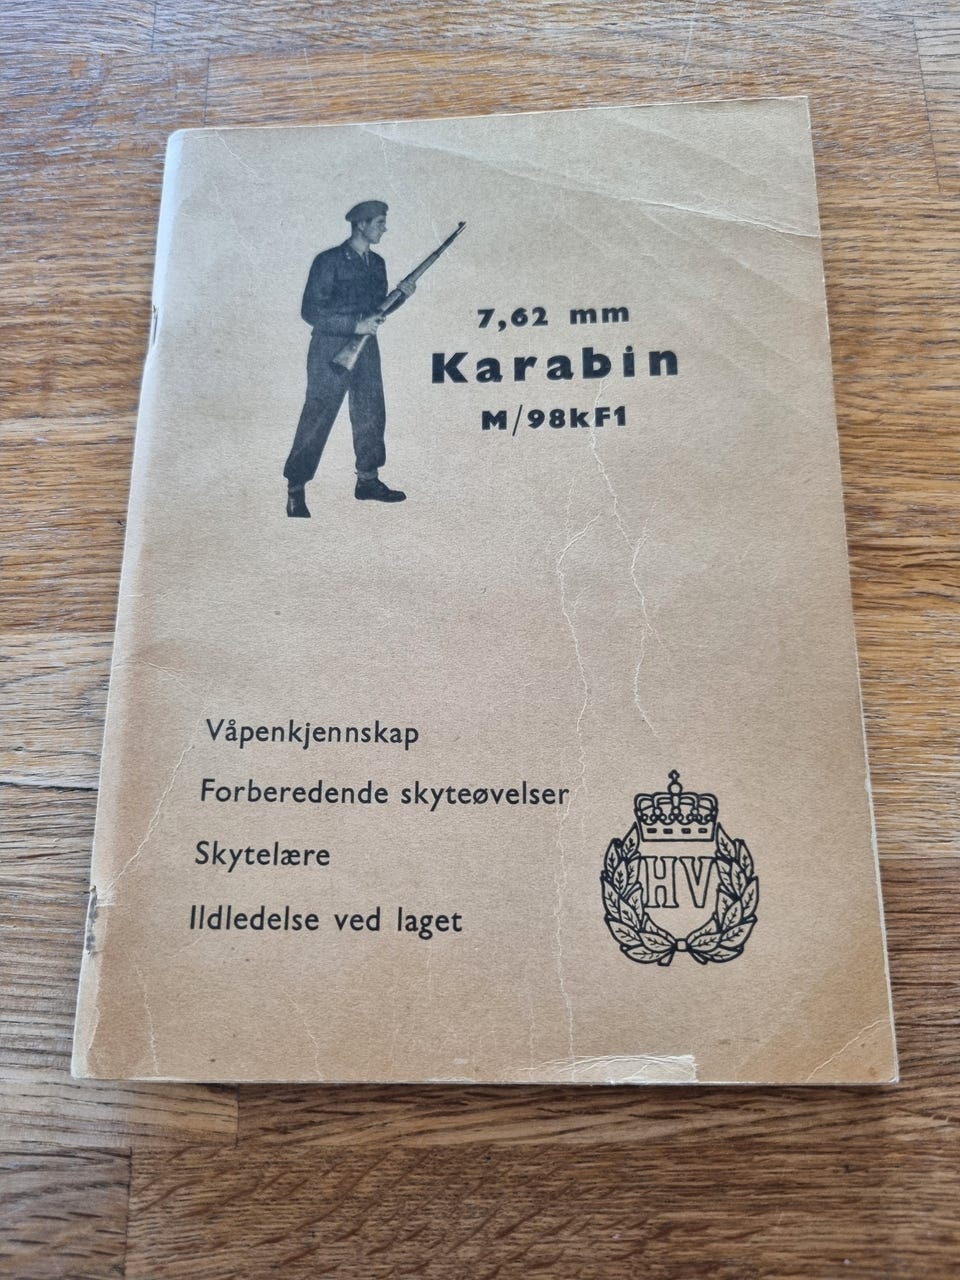 7,62 mm
Karabin
M/98kF1
Våpenkjennskap
Forberedende skyteøvelser
Skytelære
Ildledelse ved laget
HV